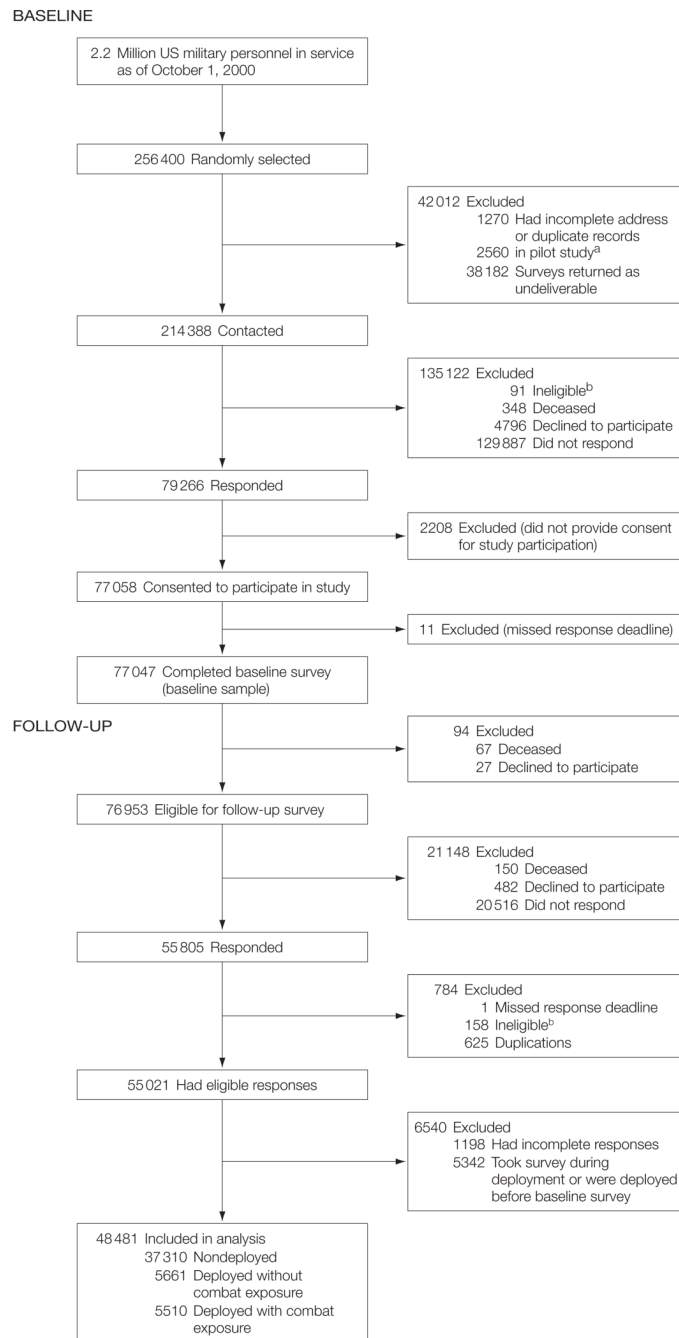 BASELINE
2.2 Million US military personnel in service
as of October 1, 2000
256 400 Randomly selected
42 012 Excluded
1270 Had incomplete address
or duplicate records
2560 in pilot studyᵃ
38 182 Surveys returned as
undeliverable
214 388 Contacted
135 122 Excluded
91 Ineligibleᵇ
348 Deceased
4796 Declined to participate
129 887 Did not respond
79 266 Responded
2208 Excluded (did not provide consent
for study participation)
77 058 Consented to participate in study
11 Excluded (missed response deadline)
77 047 Completed baseline survey
(baseline sample)
FOLLOW-UP
94 Excluded
67 Deceased
27 Declined to participate
76 953 Eligible for follow-up survey
21 148 Excluded
150 Deceased
482 Declined to participate
20 516 Did not respond
55 805 Responded
784 Excluded
1 Missed response deadline
158 Ineligibleᵇ
625 Duplications
55 021 Had eligible responses
6540 Excluded
1198 Had incomplete responses
5342 Took survey during
deployment or were deployed
before baseline survey
48 481 Included in analysis
37 310 Nondeployed
5661 Deployed without
combat exposure
5510 Deployed with combat
exposure